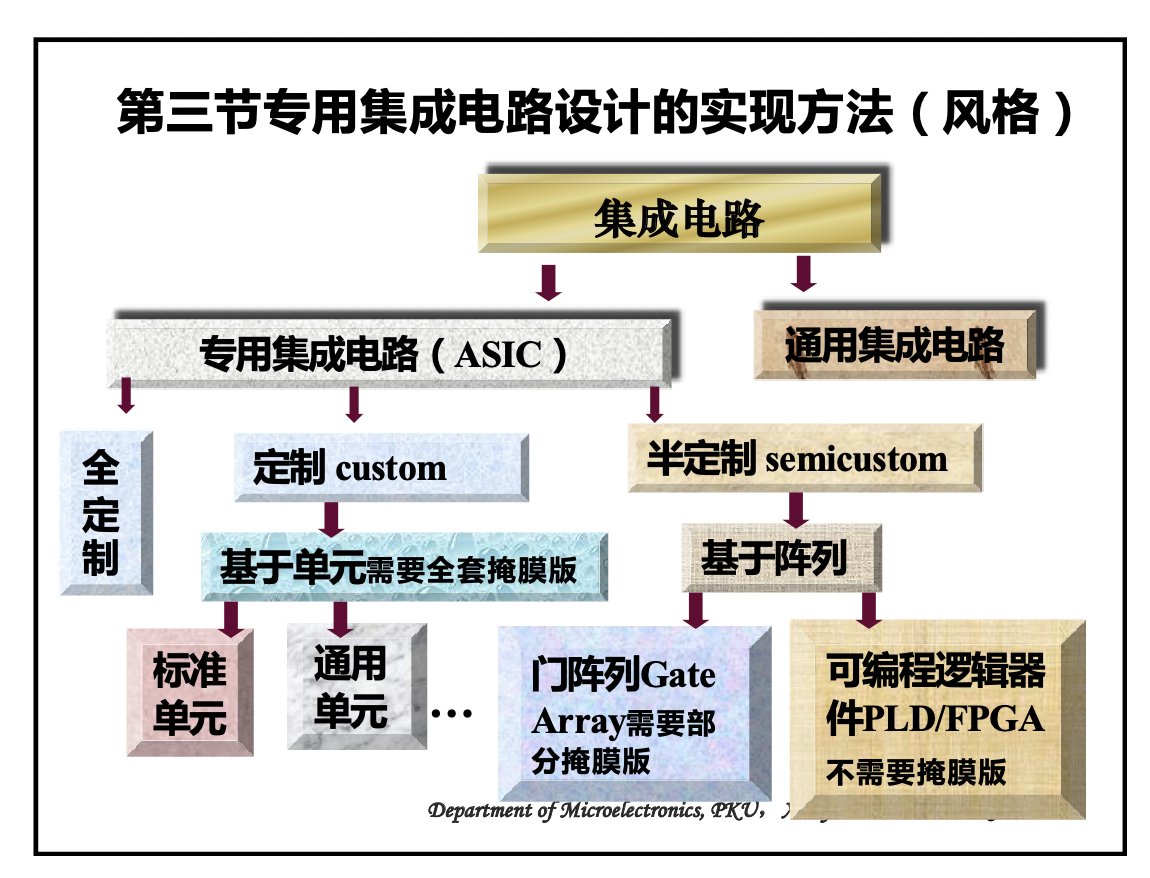 第三节专用集成电路设计的实现方法（风格）
集成电路
专用集成电路（ASIC）
通用集成电路
全
定
制
定制 custom
半定制 semicustom
基于单元需要全套掩膜版
基于阵列
标准
单元
通用
单元
…
门阵列Gate
Array需要部
分掩膜版
可编程逻辑器
件PLD/FPGA
不需要掩膜版
Department of Microelectronics, PKU，